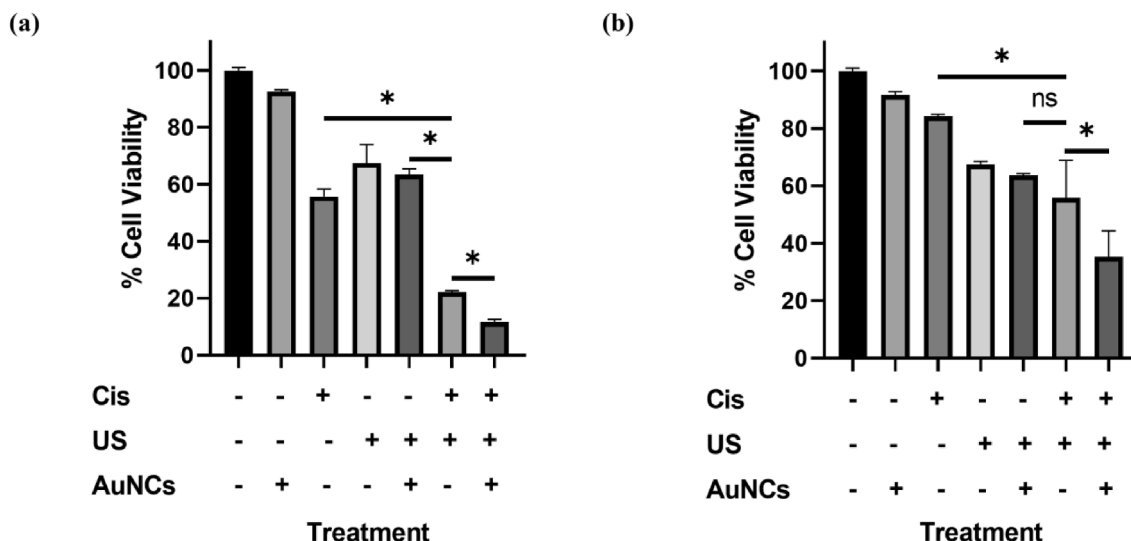 (a)
% Cell Viability
100
80
60
40
20
0
* 
*
*
Cis - - + - - + +
US - - - + + + +
AuNCs - + - - + - +
Treatment
(b)
% Cell Viability
100
80
60
40
20
0
*
ns
*
Cis - - + - - + +
US - - - + + + +
AuNCs - + - - + - +
Treatment